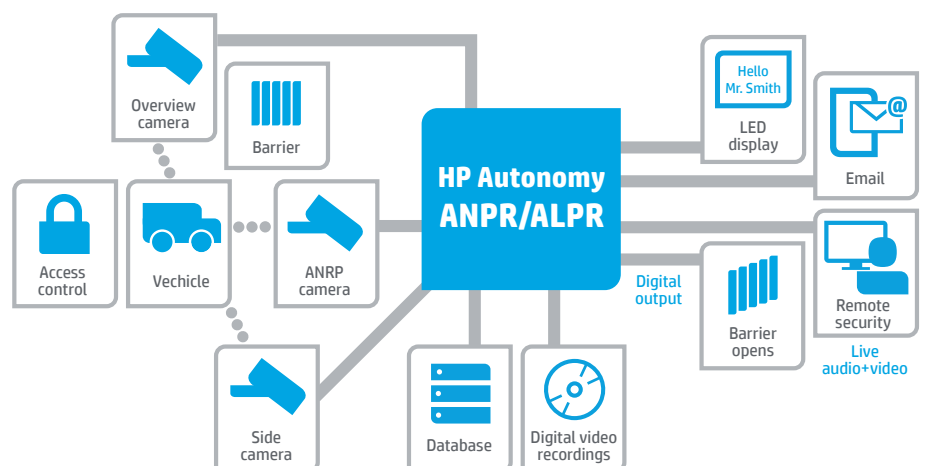 Overview
camera
Barrier
HP Autonomy
ANPR/ALPR
Hello
Mr. Smith
LED
display
@
Email
Access
control
Vechicle
ANRP
camera
Digital
output
Barrier
opens
Remote
security
Live
audio+video
Side
camera
Database
Digital video
recordings